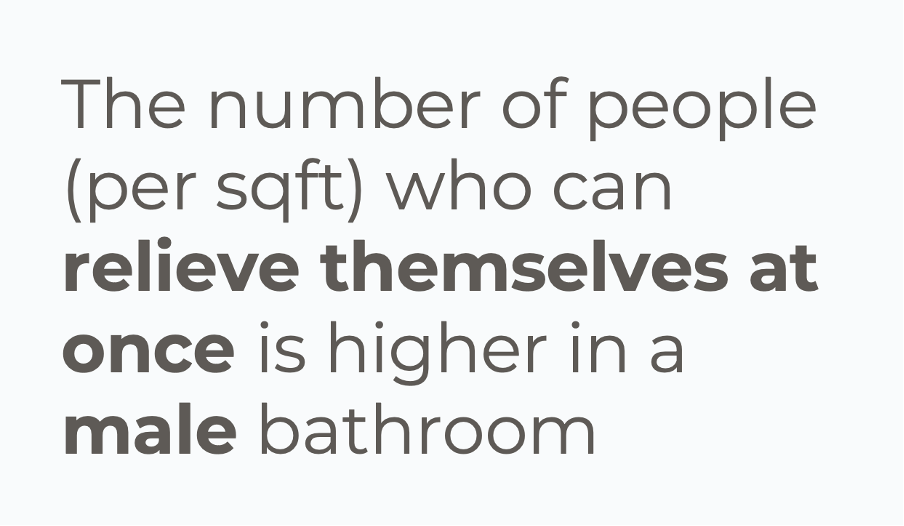 The number of people
(per sqft) who can
relieve themselves at
once is higher in a
male bathroom